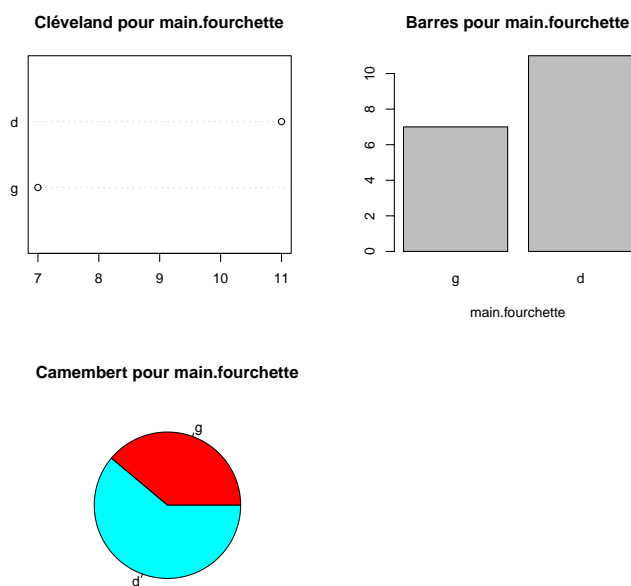 Cléveland pour main.fourchette
d
g
7 8 9 10 11
Barres pour main.fourchette
10
8
6
4
2
0
g d
main.fourchette
Camembert pour main.fourchette
g
d